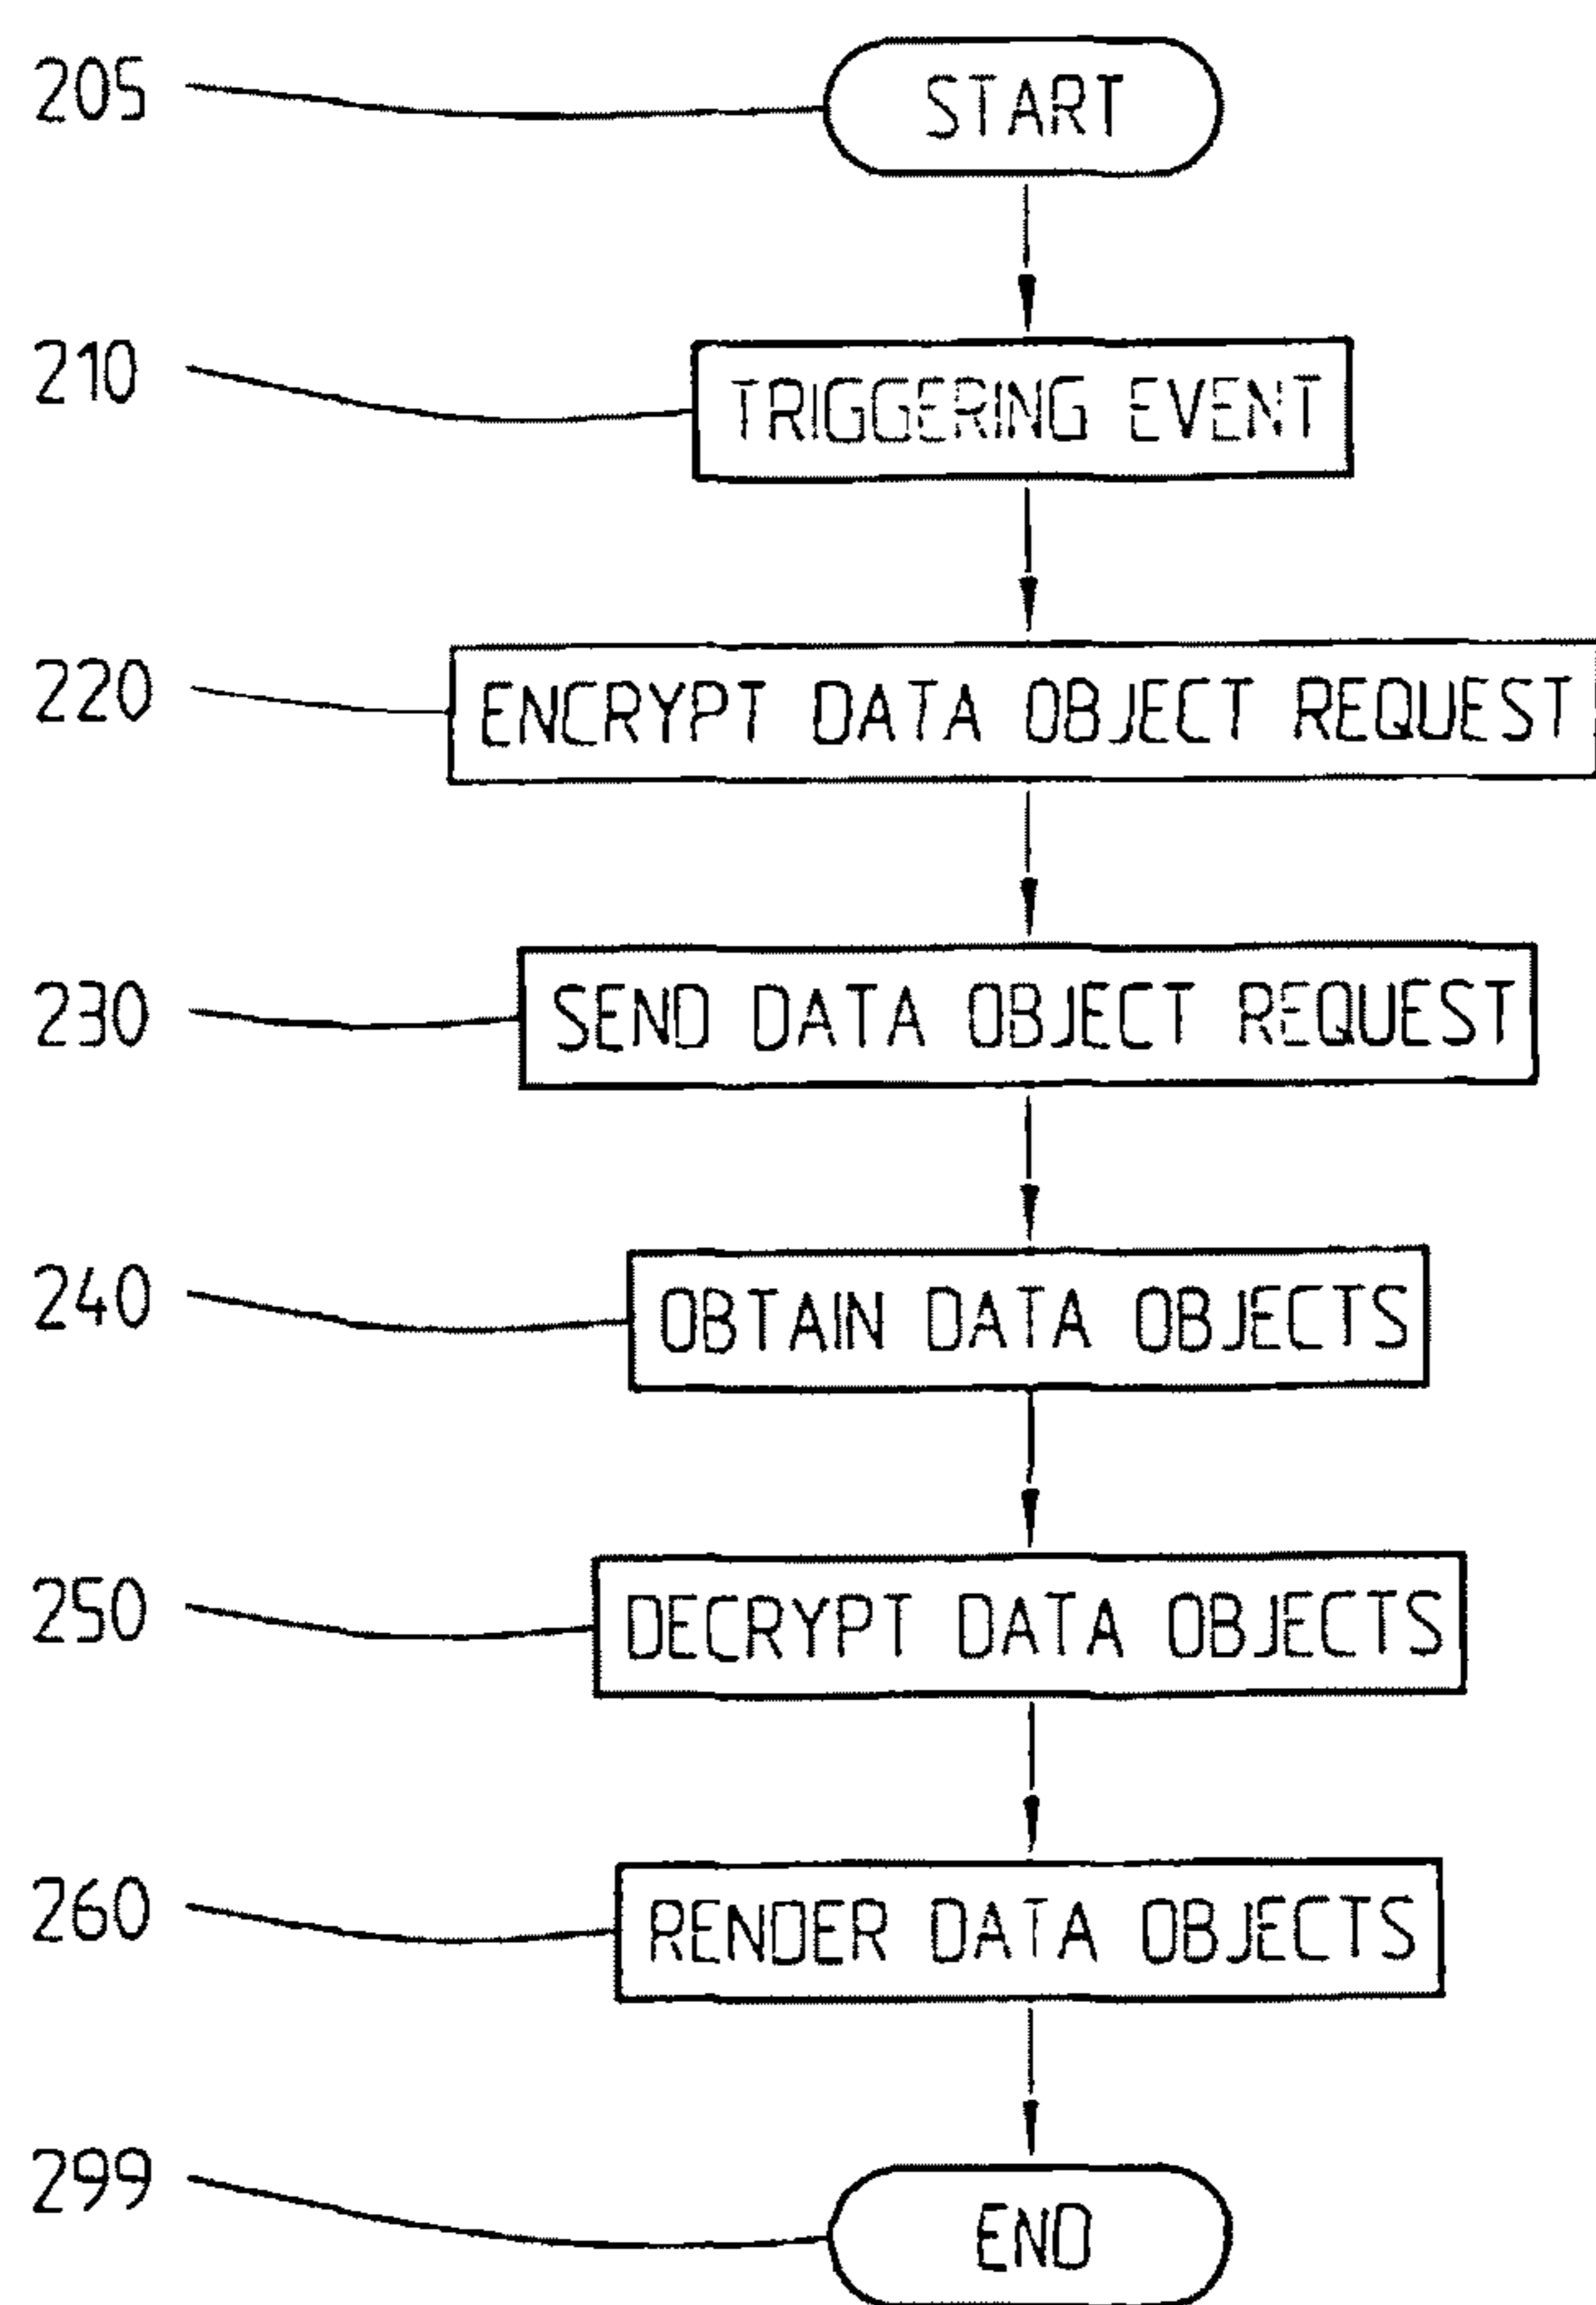 205 START
210 TRIGGERING EVENT
220 ENCRYPT DATA OBJECT REQUEST
230 SEND DATA OBJECT REQUEST
240 OBTAIN DATA OBJECTS
250 DECRYPT DATA OBJECTS
260 RENDER DATA OBJECTS
299 END